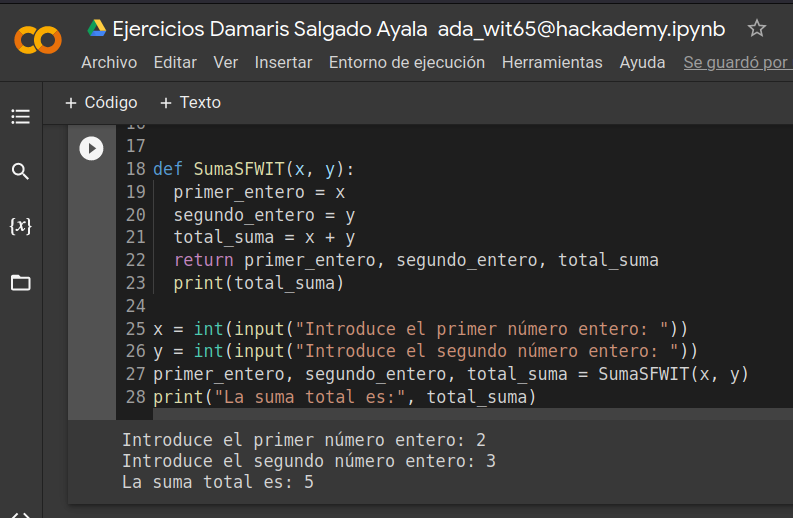 Ejercicios Damaris Salgado Ayala ada_wit65@hackademy.ipynb
Archivo Editar Ver Insertar Entorno de ejecución Herramientas Ayuda Se guardó por
+ Código + Texto
{x}
16
17
18 def SumaSFWIT(x, y):
19 primer_entero = x
20 segundo_entero = y
21 total_suma = x + y
22 return primer_entero, segundo_entero, total_suma
23 print(total_suma)
24
25 x = int(input("Introduce el primer número entero: "))
26 y = int(input("Introduce el segundo número entero: "))
27 primer_entero, segundo_entero, total_suma = SumaSFWIT(x, y)
28 print("La suma total es:", total_suma)
Introduce el primer número entero: 2
Introduce el segundo número entero: 3
La suma total es: 5